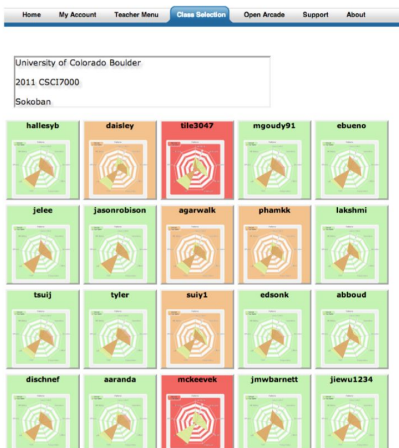 Home My Account Teacher Menu Class Selection Open Arcade Support About
University of Colorado Boulder
2011 CSCI7000
Sokoban
hallesyb daisley tile3047 mgoudy91 ebueno
jelee jasonrobison agarwalk phamkk lakshmi
tsuij tyler suiy1 edsonk abboud
dischnef aaranda mckeevek jmwbarnett jiewu1234